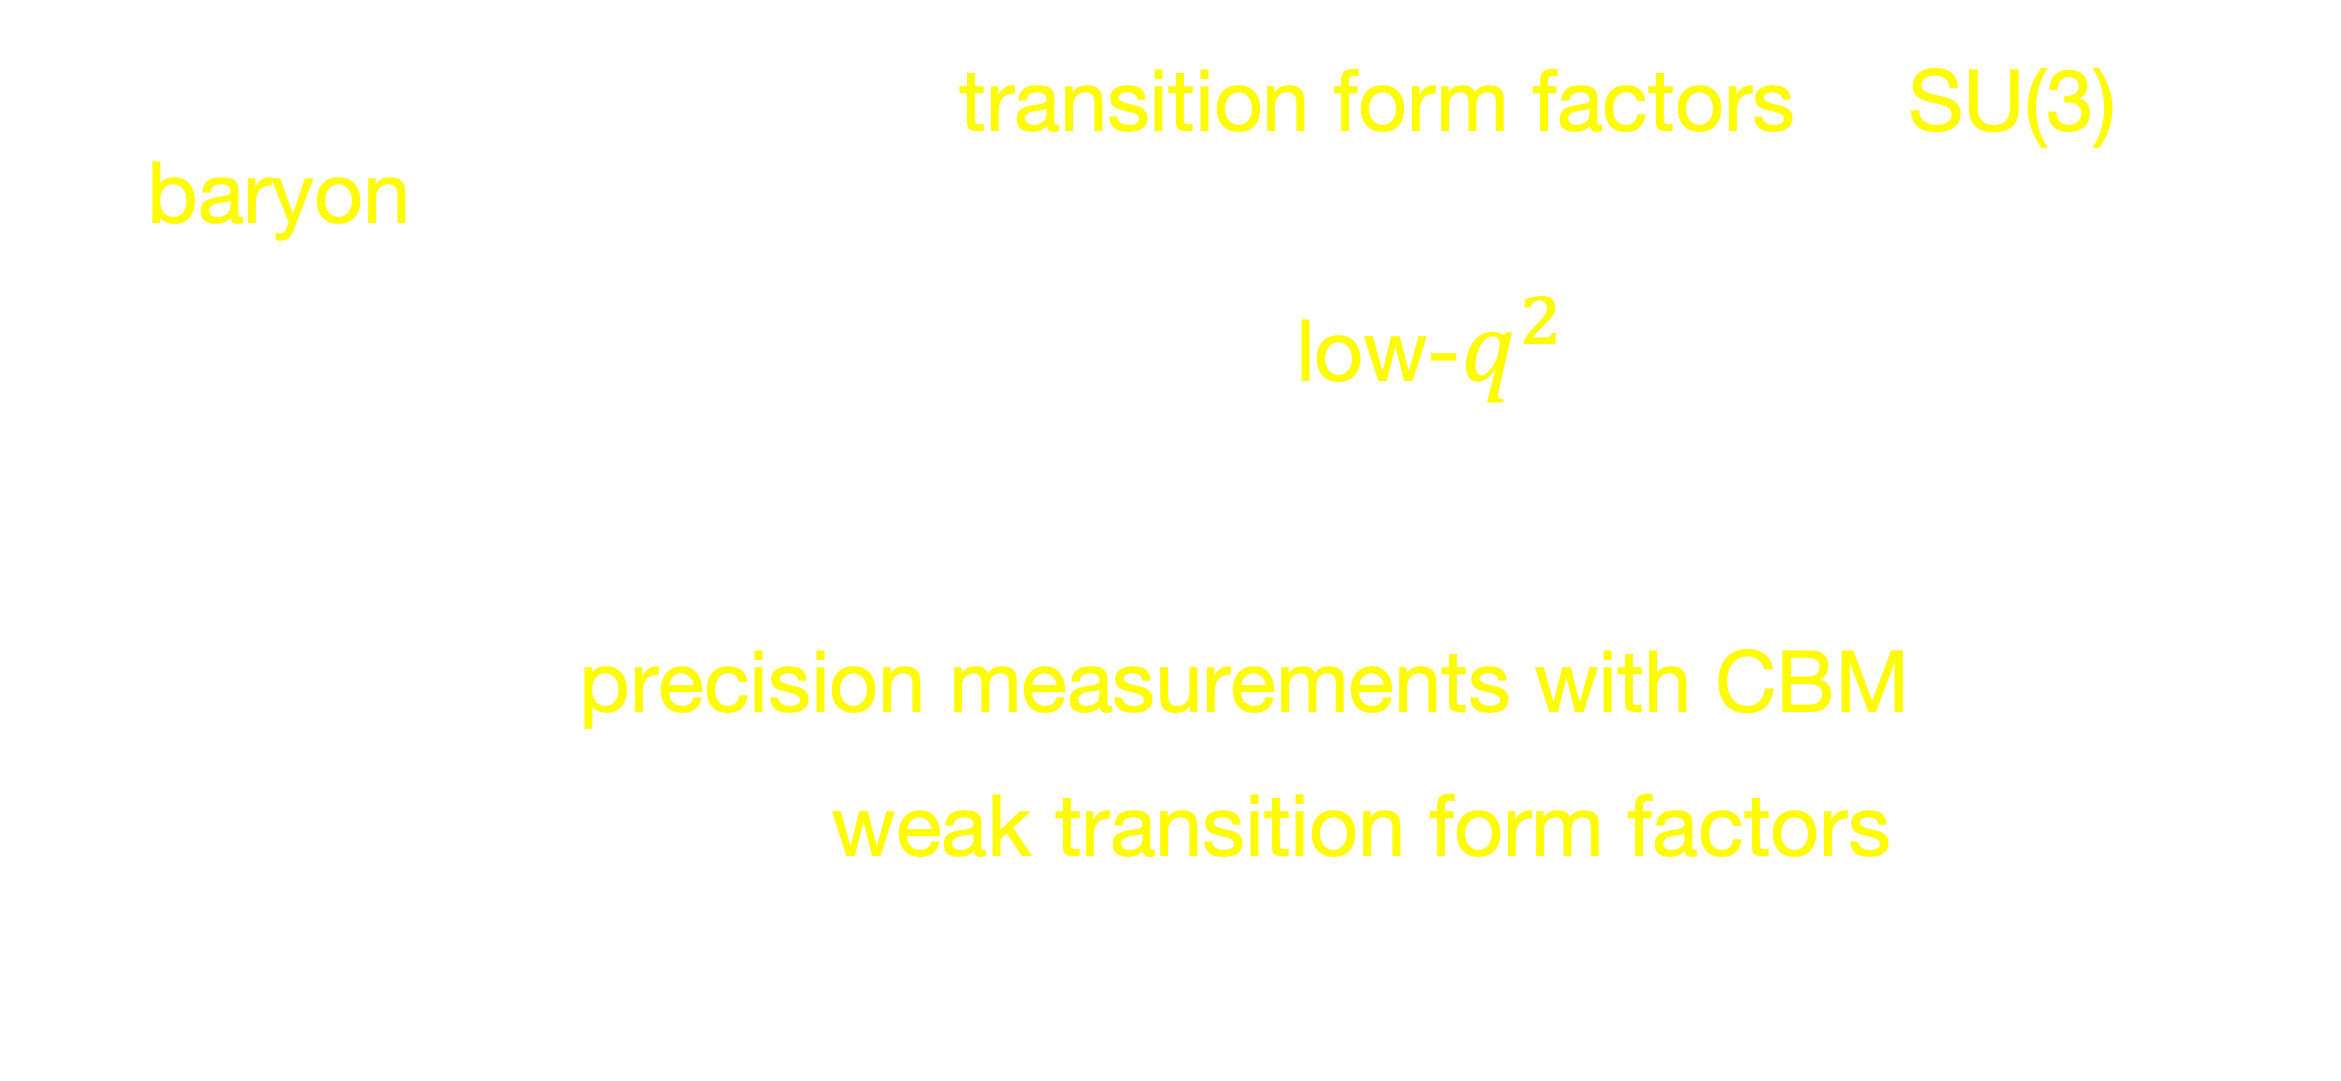 transition form factors SU(3)
baryon
low-q²
precision measurements with CBM
weak transition form factors